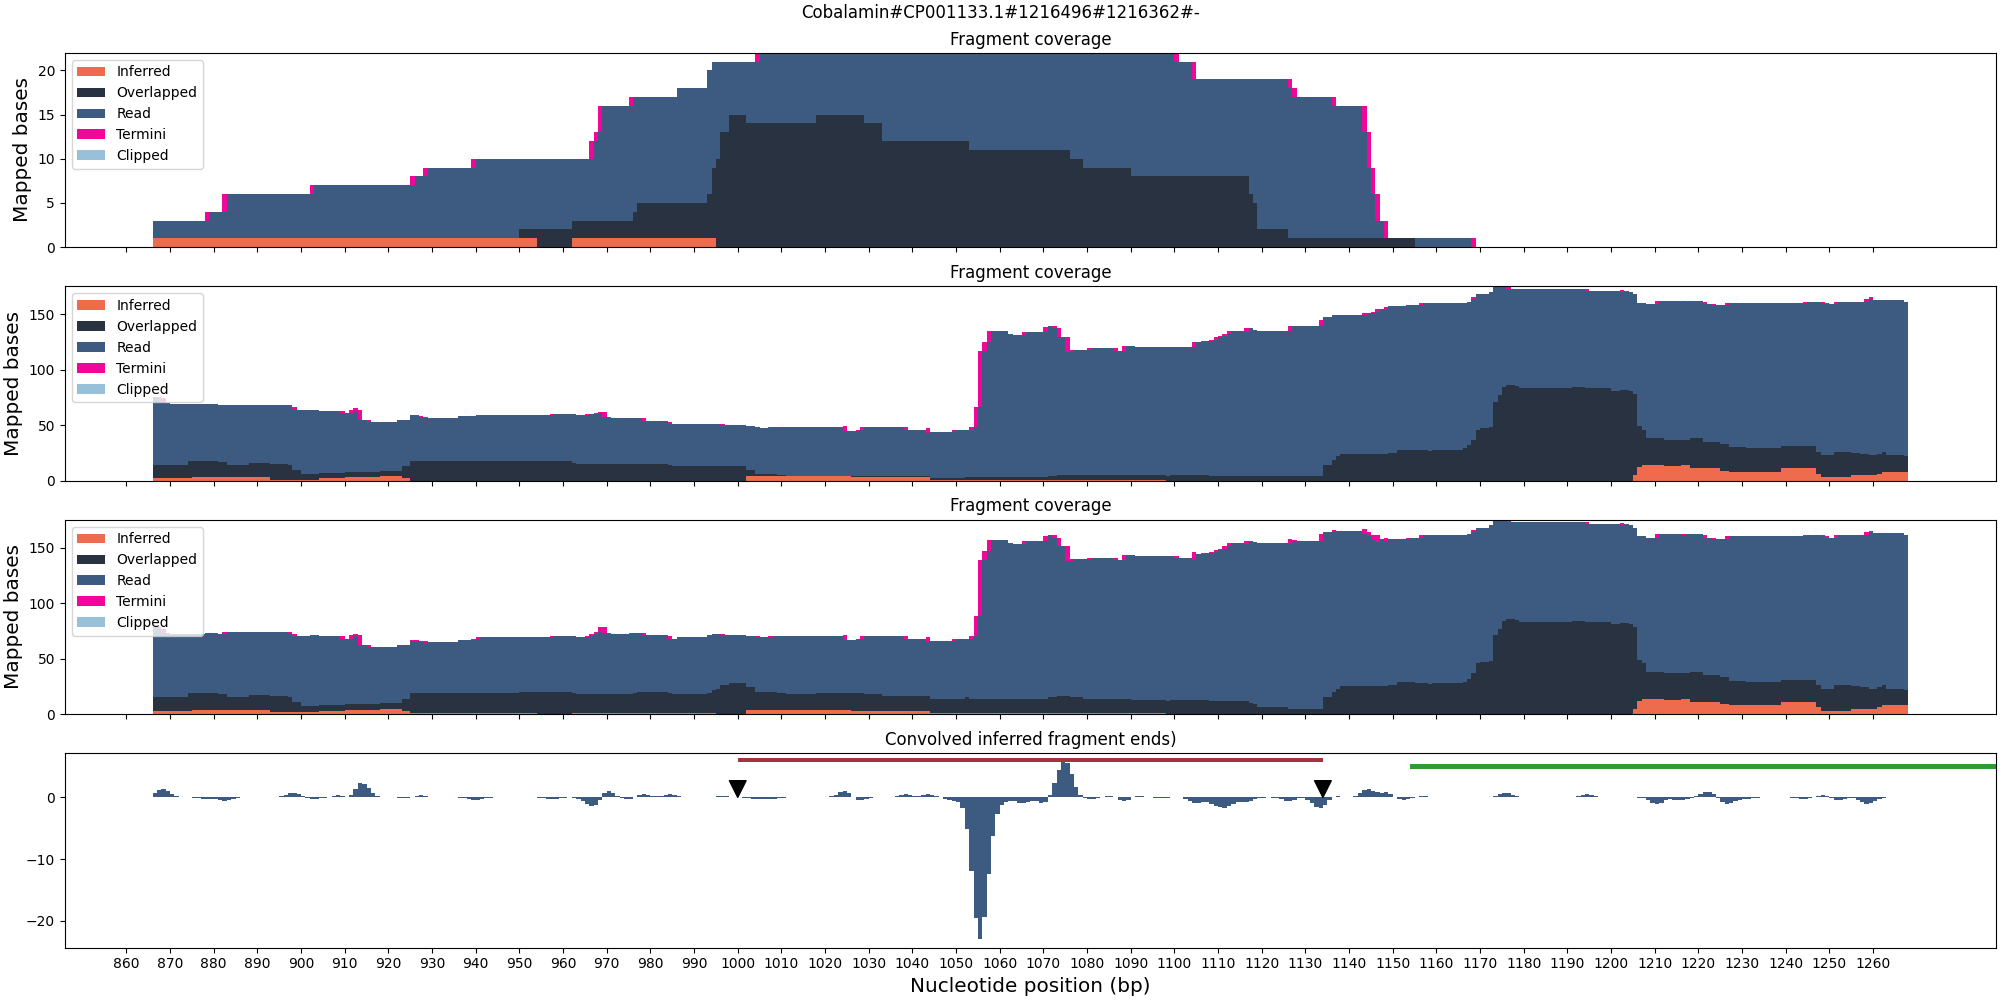 Cobalamin#CP001133.1#1216496#1216362#-
Fragment coverage
Mapped bases
20
15
10
5
0
Inferred
Overlapped
Read
Termini
Clipped
Fragment coverage
Mapped bases
150
100
50
0
Inferred
Overlapped
Read
Termini
Clipped
Fragment coverage
Mapped bases
150
100
50
0
Inferred
Overlapped
Read
Termini
Clipped
Convolved inferred fragment ends)
0
−10
−20
860 870 880 890 900 910 920 930 940 950 960 970 980 990 1000 1010 1020 1030 1040 1050 1060 1070 1080 1090 1100 1110 1120 1130 1140 1150 1160 1170 1180 1190 1200 1210 1220 1230 1240 1250 1260
Nucleotide position (bp)